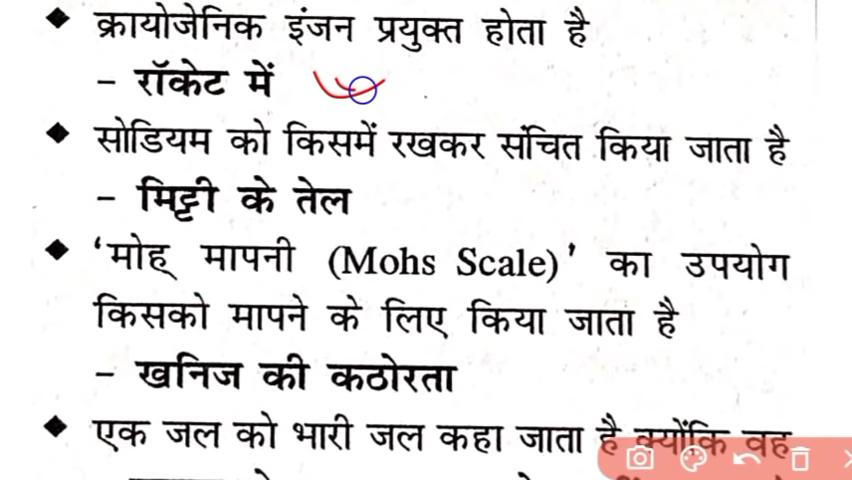 ◆ क्रायोजेनिक इंजन प्रयुक्त होता है
– रॉकेट में
◆ सोडियम को किसमें रखकर संचित किया जाता है
– मिट्टी के तेल
◆ ‘मोह् मापनी (Mohs Scale)’ का उपयोग
किसको मापने के लिए किया जाता है
– खनिज की कठोरता
◆ एक जल को भारी जल कहा जाता है क्योंकि वह